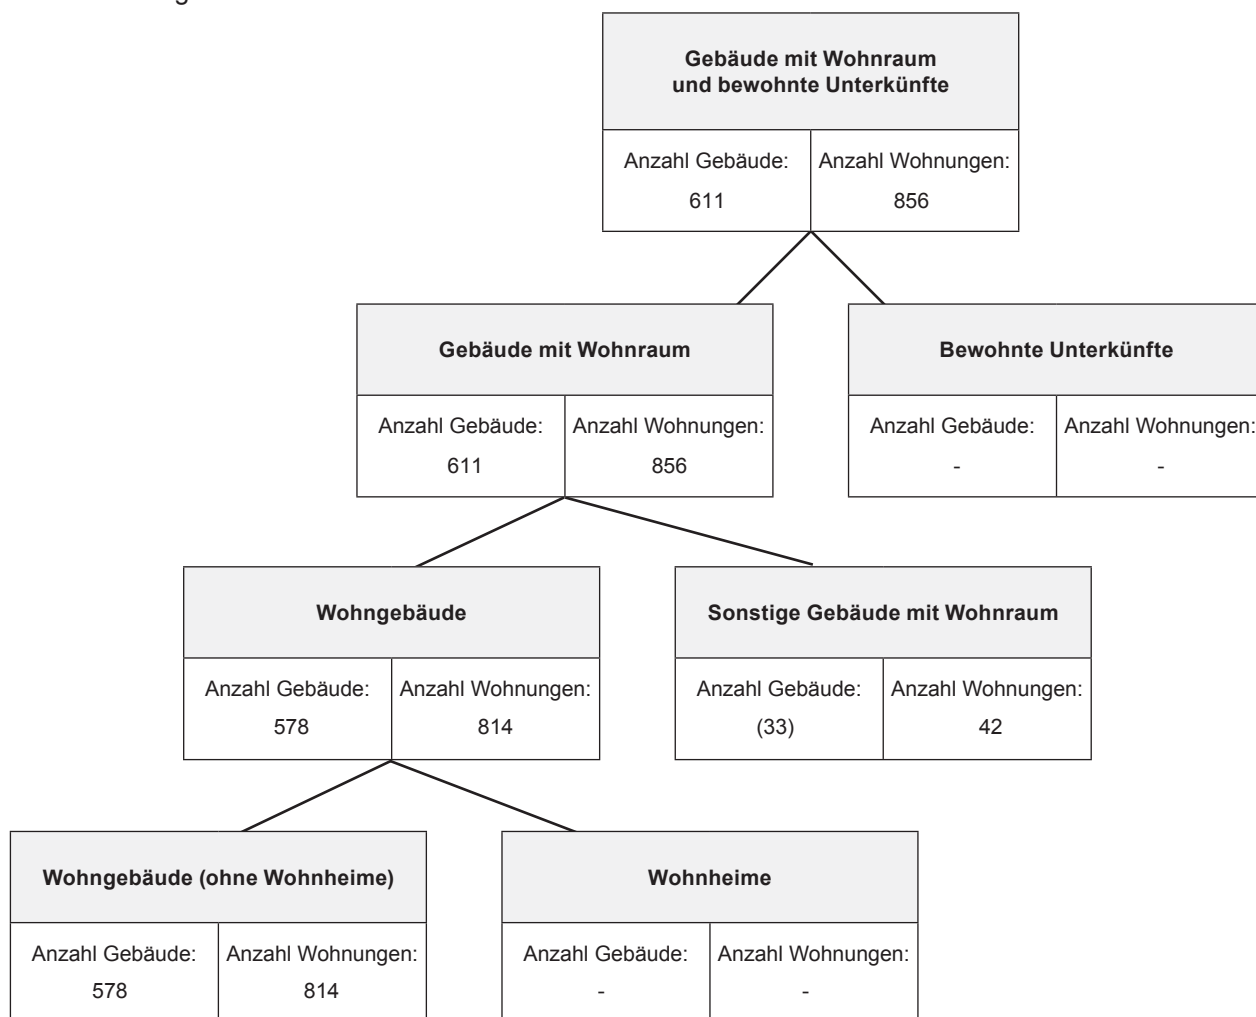 Gebäude mit Wohnraum
und bewohnte Unterkünfte
Anzahl Gebäude: Anzahl Wohnungen:
611 856
Gebäude mit Wohnraum
Anzahl Gebäude: Anzahl Wohnungen:
611 856
Bewohnte Unterkünfte
Anzahl Gebäude: Anzahl Wohnungen:
- -
Wohngebäude
Anzahl Gebäude: Anzahl Wohnungen:
578 814
Sonstige Gebäude mit Wohnraum
Anzahl Gebäude: Anzahl Wohnungen:
(33) 42
Wohngebäude (ohne Wohnheime)
Anzahl Gebäude: Anzahl Wohnungen:
578 814
Wohnheime
Anzahl Gebäude: Anzahl Wohnungen:
- -